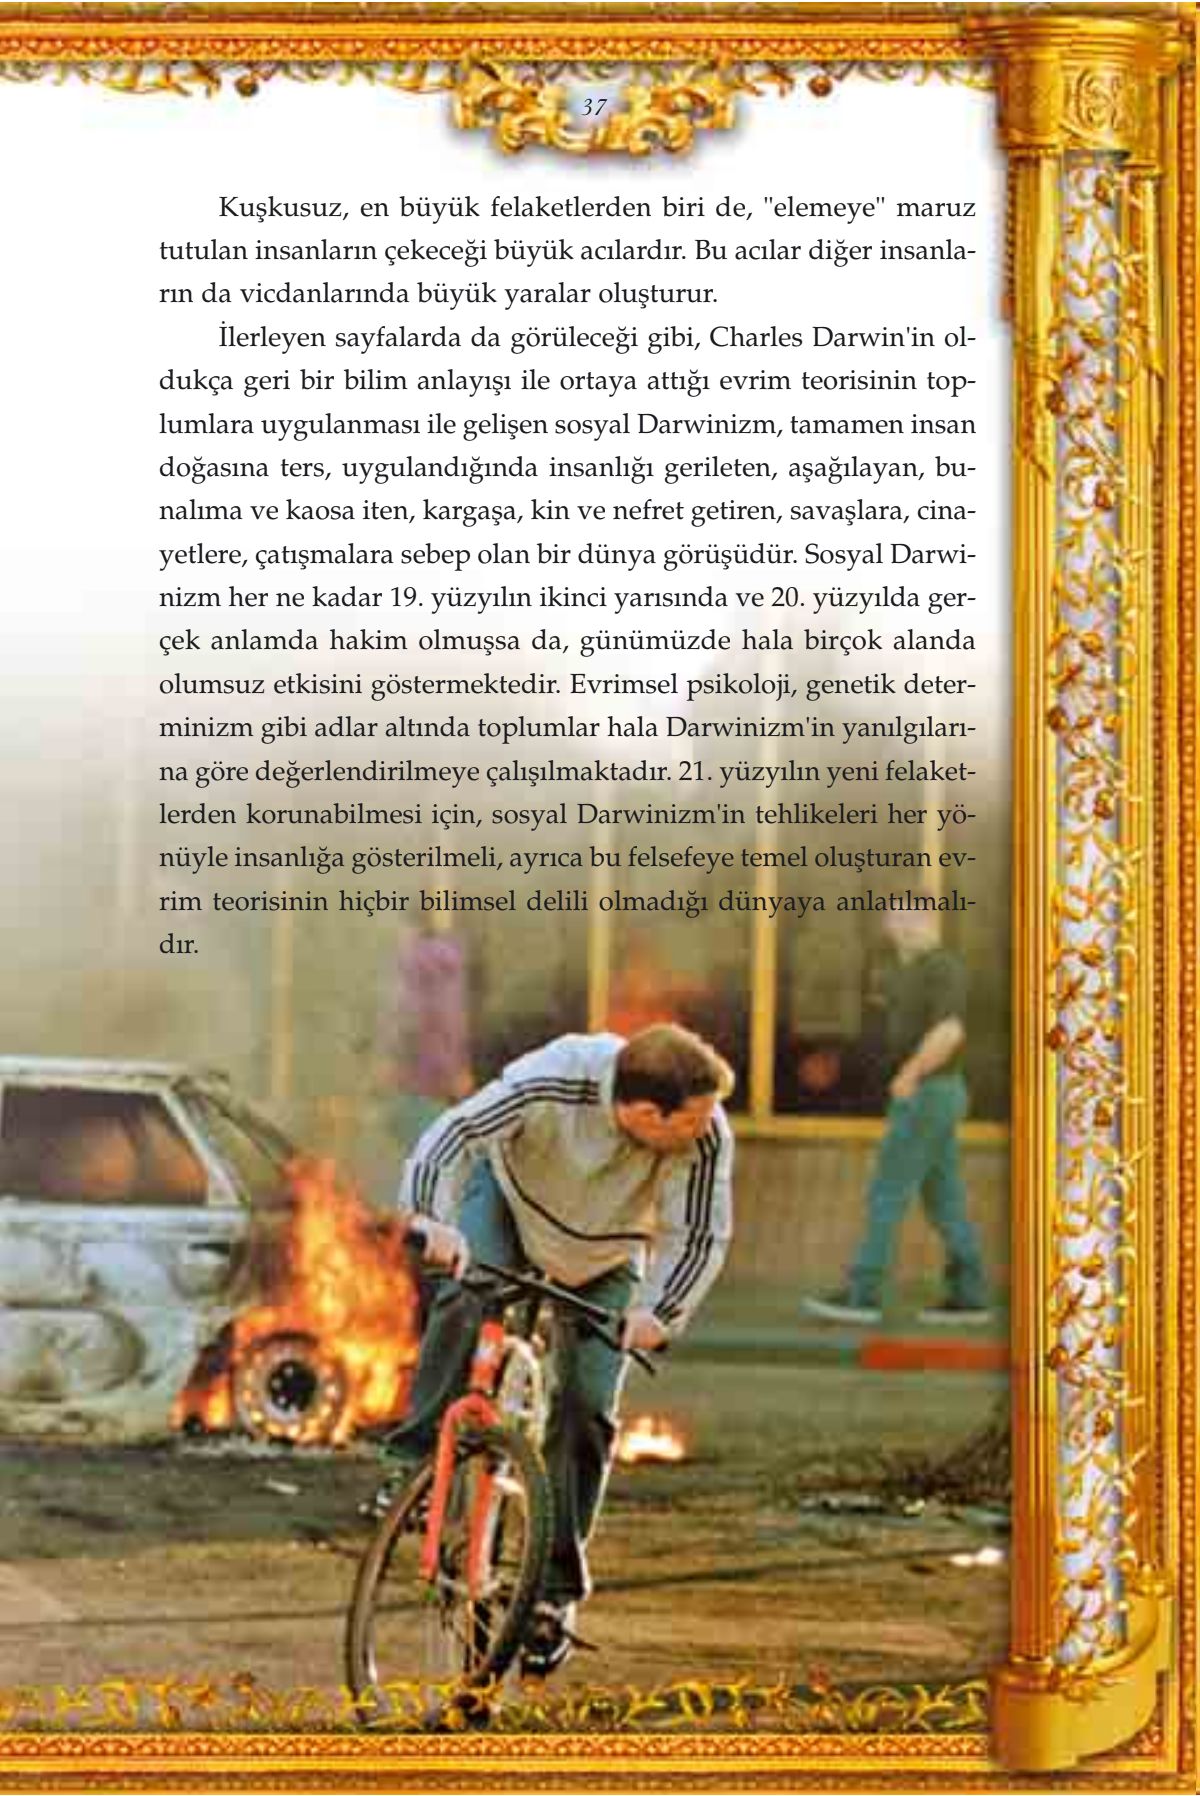 37
Kuşkusuz, en büyük felaketlerden biri de, "elemeye" maruz
tutulan insanların çekeceği büyük acılardır. Bu acılar diğer insanla-
rın da vicdanlarında büyük yaralar oluşturur.
İlerleyen sayfalarda da görüleceği gibi, Charles Darwin'in ol-
dukça geri bir bilim anlayışı ile ortaya attığı evrim teorisinin top-
lumlara uygulanması ile gelişen sosyal Darwinizm, tamamen insan
doğasına ters, uygulandığında insanlığı gerileten, aşağılayan, bu-
nalıma ve kaosa iten, kargaşa, kin ve nefret getiren, savaşlara, cina-
yetlere, çatışmalara sebep olan bir dünya görüşüdür. Sosyal Darwi-
nizm her ne kadar 19. yüzyılın ikinci yarısında ve 20. yüzyılda ger-
çek anlamda hakim olmuşsa da, günümüzde hala birçok alanda
olumsuz etkisini göstermektedir. Evrimsel psikoloji, genetik deter-
minizm gibi adlar altında toplumlar hala Darwinizm'in yanılgıları-
na göre değerlendirilmeye çalışılmaktadır. 21. yüzyılın yeni felaket-
lerden korunabilmesi için, sosyal Darwinizm'in tehlikeleri her yö-
nüyle insanlığa gösterilmeli, ayrıca bu felsefeye temel oluşturan ev-
rim teorisinin hiçbir bilimsel delili olmadığı dünyaya anlatılmalı-
dır.